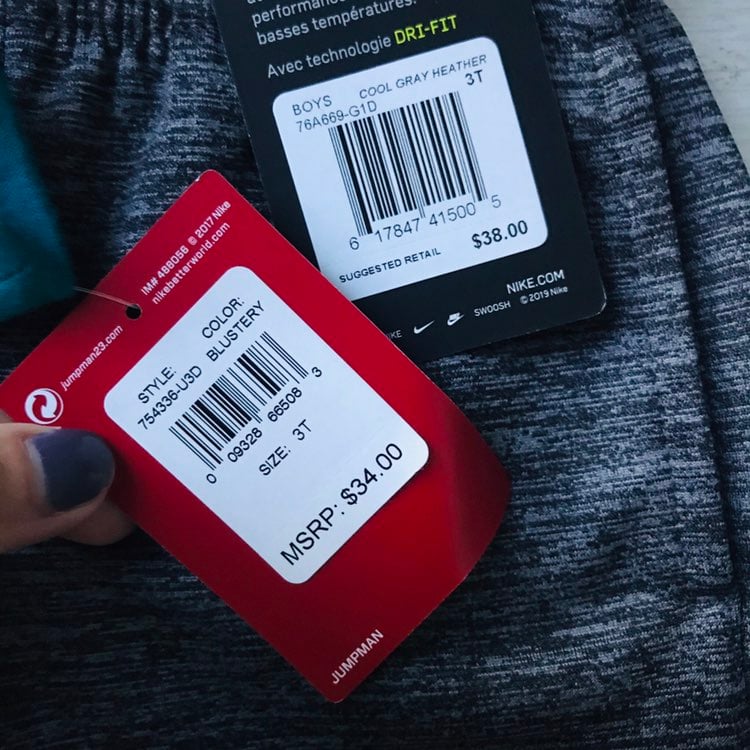 performance
basses températures.
Avec technologie DRI-FIT
BOYS COOL GRAY HEATHER
76A669-G1D 3T
6 17847 41500 5
SUGGESTED RETAIL $38.00
NIKE.COM
SWOOSH © 2019 Nike
IM# 486056 © 2017 Nike
nikebetterworld.com
jumpman23.com
STYLE: COLOR:
754336-U3D BLUSTERY
0 09328 66508 3
SIZE: 3T
MSRP: $34.00
JUMPMAN